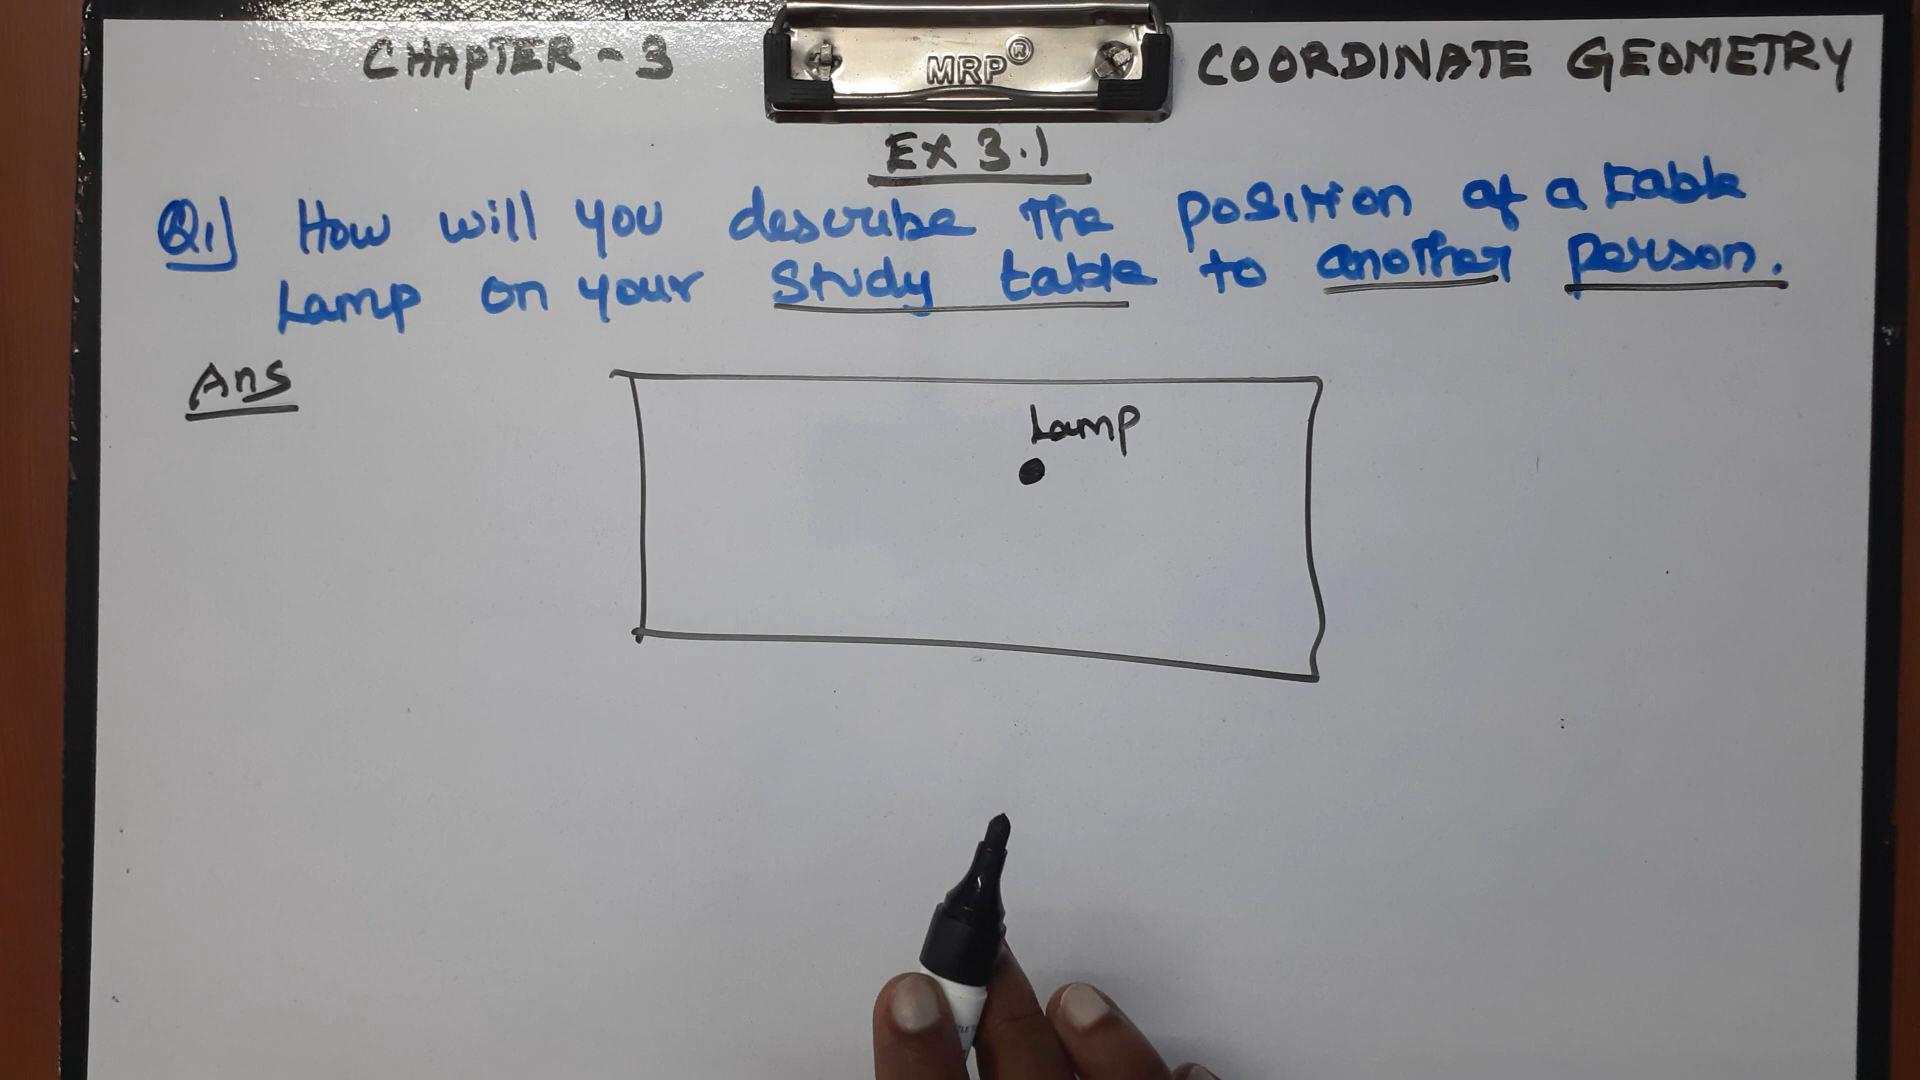 CHAPTER - 3
MRP®
COORDINATE GEOMETRY
EX 3.1
Q1) How will you describe the position of a table
Lamp on your study table to another person.
Ans
Lamp